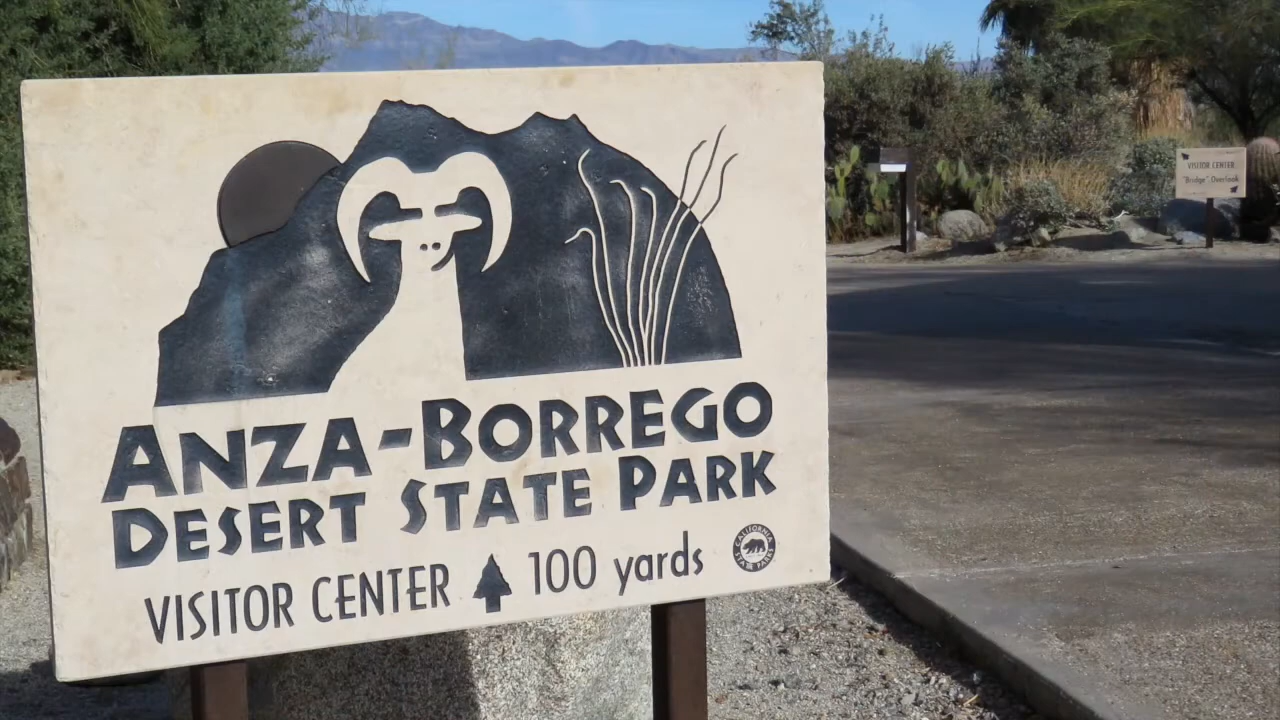 ANZA-BORREGO
DESERT STATE PARK
VISITOR CENTER 100 yards
CALIFORNIA
STATE PARKS
VISITOR CENTER
"Bridge" Overlook